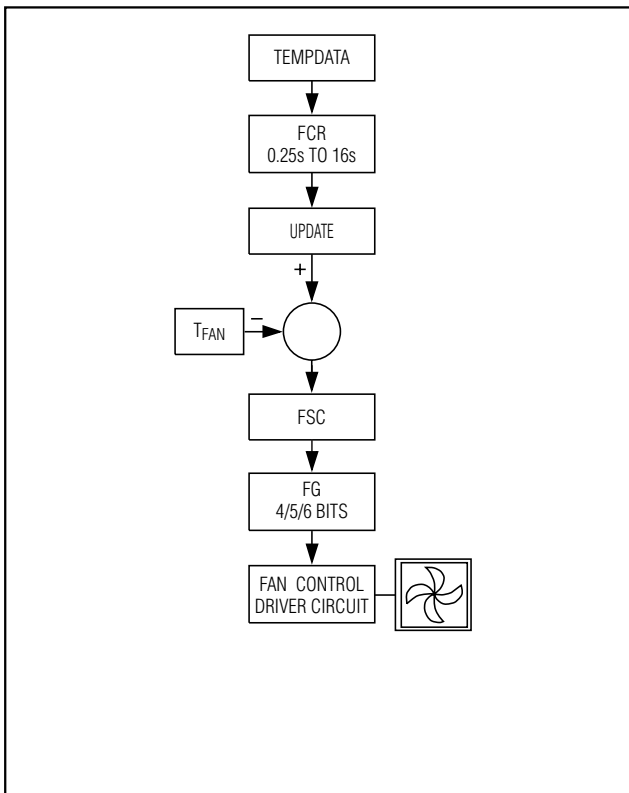 TEMPDATA
FCR
0.25s TO 16s
UPDATE
+
TFAN
–
FSC
FG
4/5/6 BITS
FAN CONTROL
DRIVER CIRCUIT